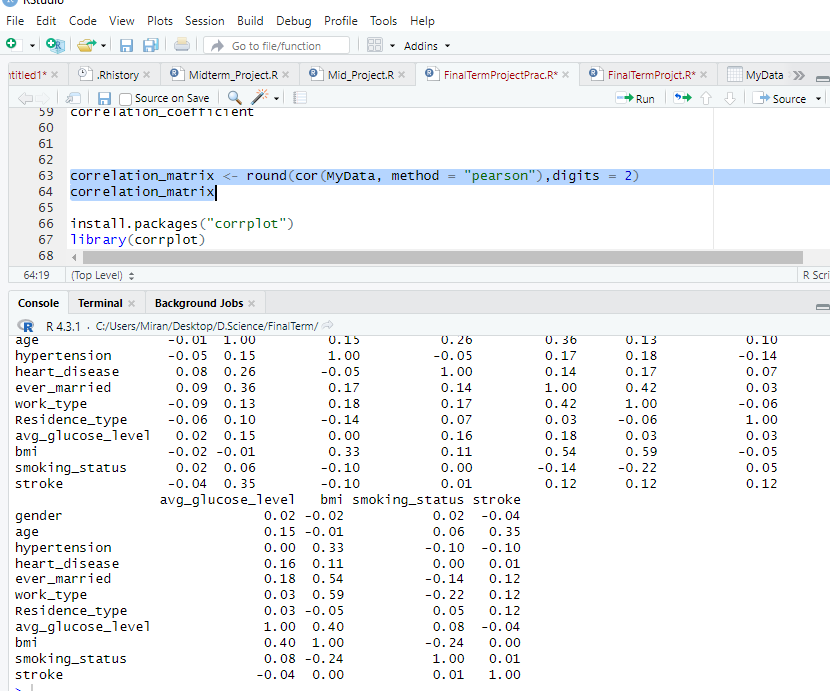 RStudio
File Edit Code View Plots Session Build Debug Profile Tools Help
Go to file/function Addins
ntitled1* .Rhistory Midterm_Project.R Mid_Project.R FinalTermProjectPrac.R* FinalTermProjct.R* MyData
Source on Save Run Source
59 correlation_coefficient
60
61
62
63 correlation_matrix <- round(cor(MyData, method = "pearson"),digits = 2)
64 correlation_matrix
65
66 install.packages("corrplot")
67 library(corrplot)
68
64:19 (Top Level) R Scri
Console Terminal Background Jobs
R 4.3.1 · C:/Users/Miran/Desktop/D.Science/FinalTerm/
age -0.01 1.00 0.15 0.26 0.36 0.13 0.10
hypertension -0.05 0.15 1.00 -0.05 0.17 0.18 -0.14
heart_disease 0.08 0.26 -0.05 1.00 0.14 0.17 0.07
ever_married 0.09 0.36 0.17 0.14 1.00 0.42 0.03
work_type -0.09 0.13 0.18 0.17 0.42 1.00 -0.06
Residence_type -0.06 0.10 -0.14 0.07 0.03 -0.06 1.00
avg_glucose_level 0.02 0.15 0.00 0.16 0.18 0.03 0.03
bmi -0.02 -0.01 0.33 0.11 0.54 0.59 -0.05
smoking_status 0.02 0.06 -0.10 0.00 -0.14 -0.22 0.05
stroke -0.04 0.35 -0.10 0.01 0.12 0.12 0.12
avg_glucose_level bmi smoking_status stroke
gender 0.02 -0.02 0.02 -0.04
age 0.15 -0.01 0.06 0.35
hypertension 0.00 0.33 -0.10 -0.10
heart_disease 0.16 0.11 0.00 0.01
ever_married 0.18 0.54 -0.14 0.12
work_type 0.03 0.59 -0.22 0.12
Residence_type 0.03 -0.05 0.05 0.12
avg_glucose_level 1.00 0.40 0.08 -0.04
bmi 0.40 1.00 -0.24 0.00
smoking_status 0.08 -0.24 1.00 0.01
stroke -0.04 0.00 0.01 1.00
>